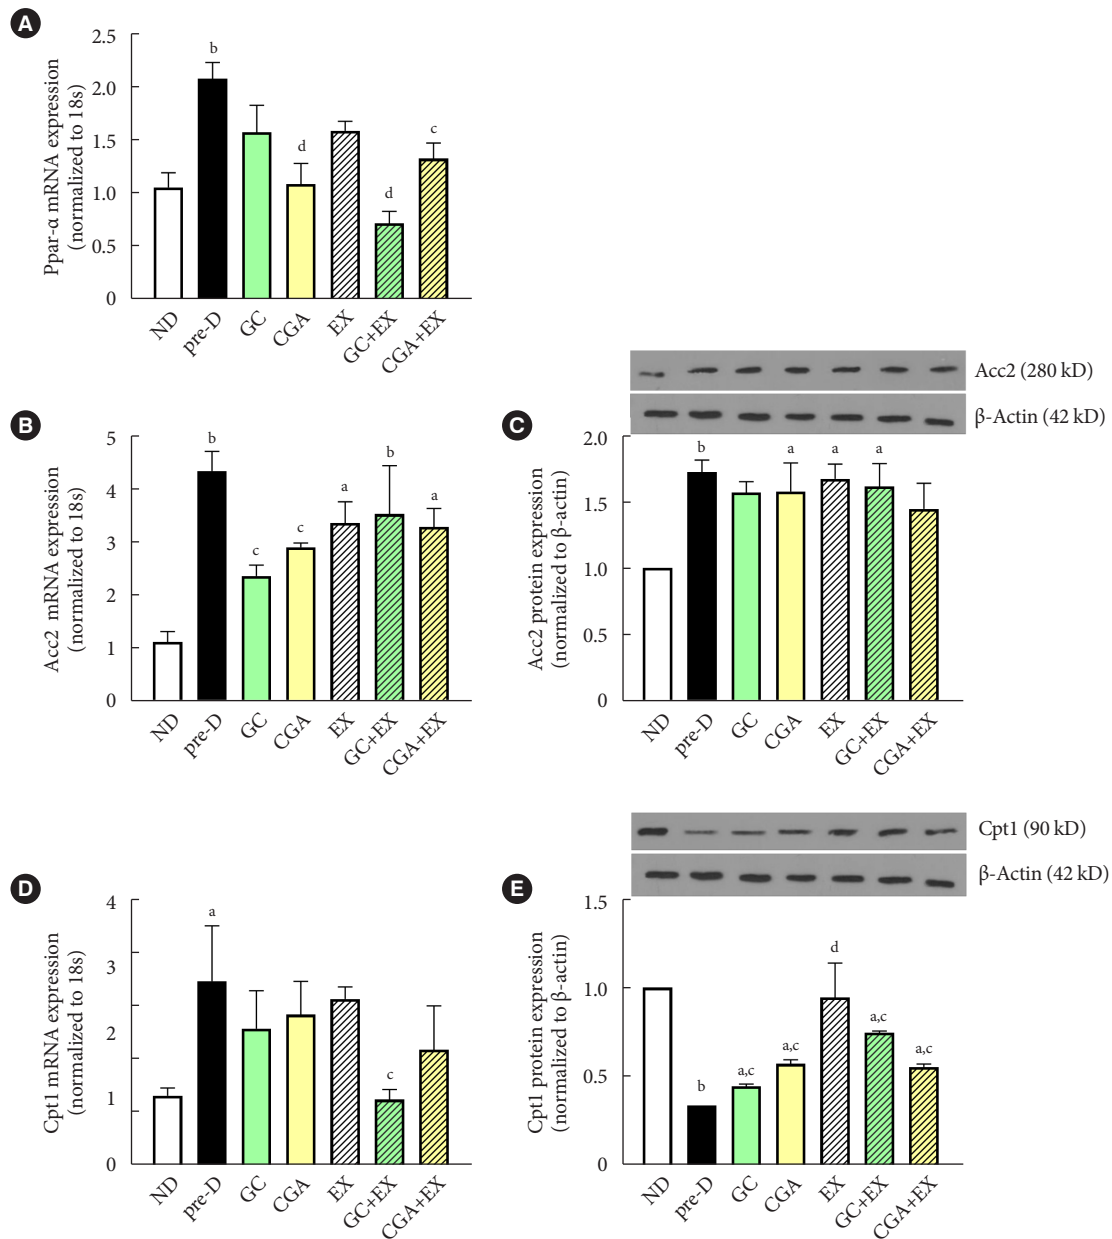 A
Ppar-α mRNA expression
(normalized to 18s)
2.5
2.0
1.5
1.0
0.5
0
b
d
d
c
ND
pre-D
GC
CGA
EX
GC+EX
CGA+EX
Acc2 (280 kD)
β-Actin (42 kD)
B
Acc2 mRNA expression
(normalized to 18s)
5
4
3
2
1
0
b
c
c
a
b
a
ND
pre-D
GC
CGA
EX
GC+EX
CGA+EX
C
Acc2 protein expression
(normalized to β-actin)
2.0
1.5
1.0
0.5
0
b
a
a
a
ND
pre-D
GC
CGA
EX
GC+EX
CGA+EX
Cpt1 (90 kD)
β-Actin (42 kD)
D
Cpt1 mRNA expression
(normalized to 18s)
4
3
2
1
0
a
c
ND
pre-D
GC
CGA
EX
GC+EX
CGA+EX
E
Cpt1 protein expression
(normalized to β-actin)
1.5
1.0
0.5
0
b
a,c
a,c
d
a,c
a,c
ND
pre-D
GC
CGA
EX
GC+EX
CGA+EX